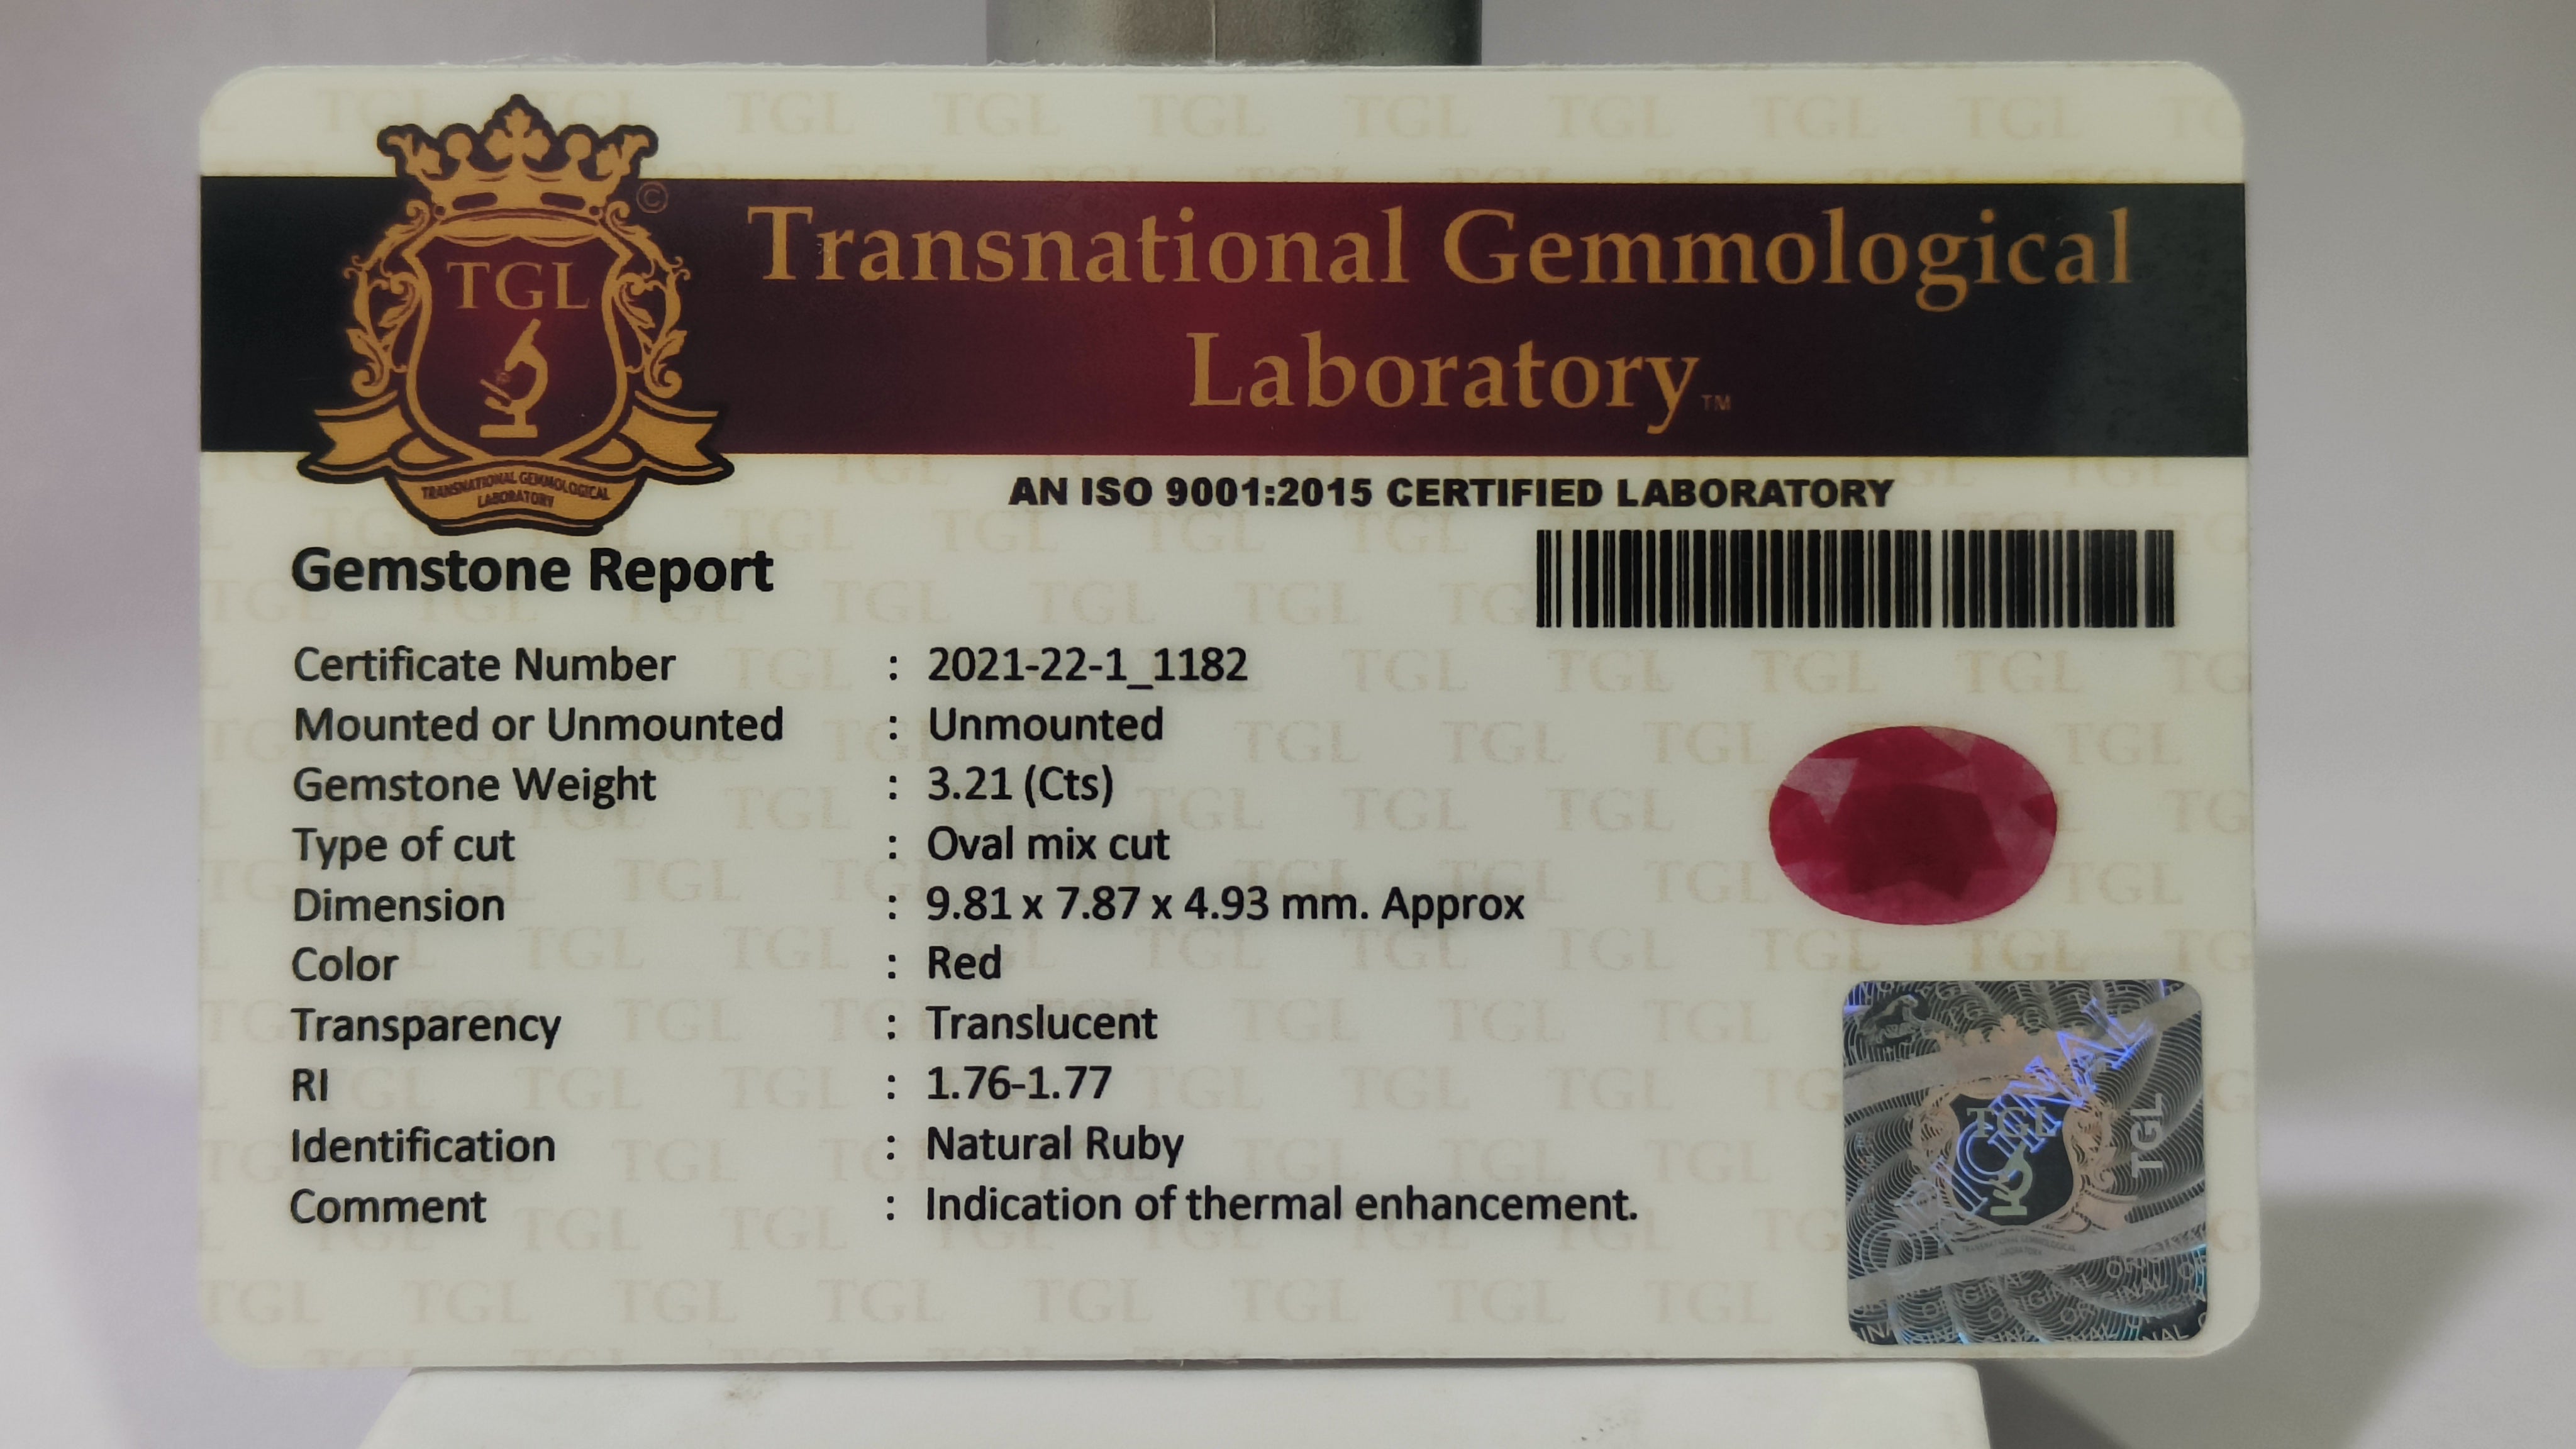 TGL
©
Transnational Gemmological
Laboratory™
TRANSNATIONAL GEMMOLOGICAL
LABORATORY
AN ISO 9001:2015 CERTIFIED LABORATORY
Gemstone Report
Certificate Number : 2021-22-1_1182
Mounted or Unmounted : Unmounted
Gemstone Weight : 3.21 (Cts)
Type of cut : Oval mix cut
Dimension : 9.81 x 7.87 x 4.93 mm. Approx
Color : Red
Transparency : Translucent
RI : 1.76-1.77
Identification : Natural Ruby
Comment : Indication of thermal enhancement.
ORIGINAL
TGL
TGL